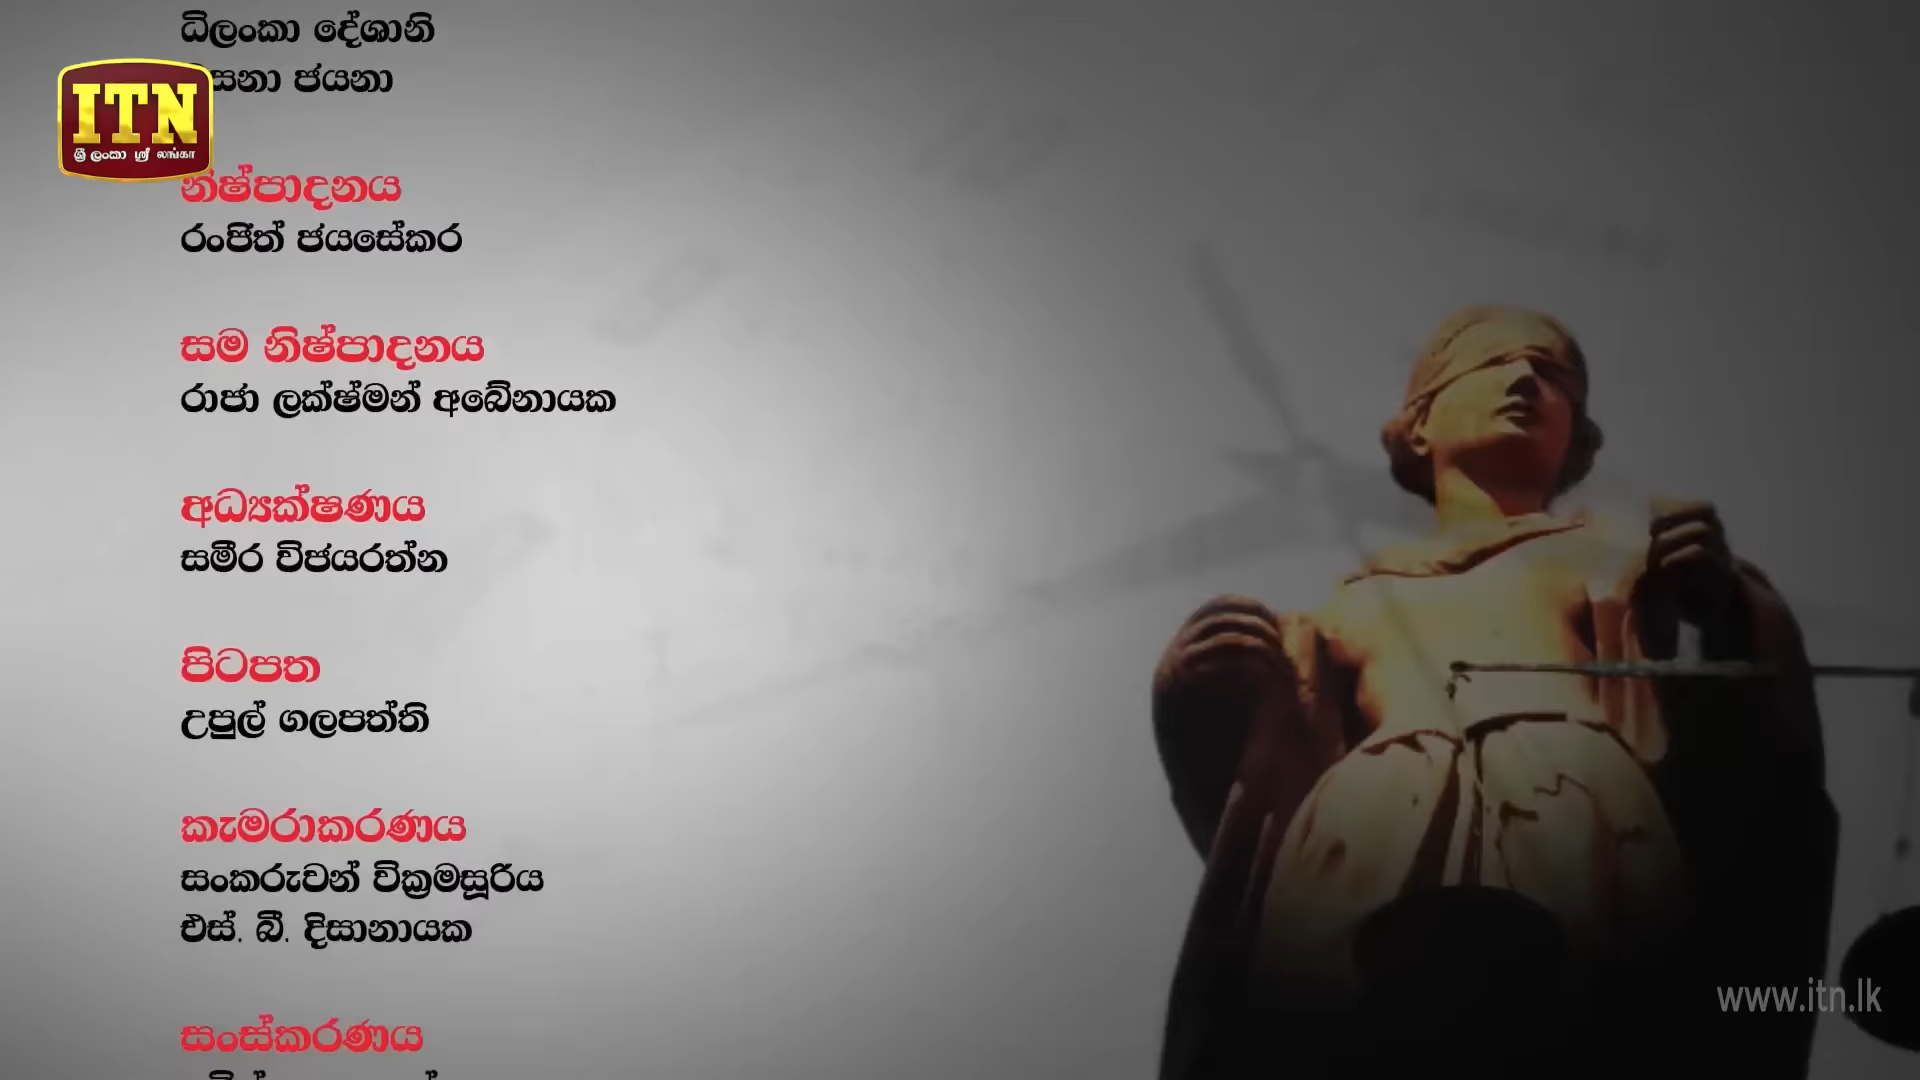 ධිලංකා දේශානි
ජයනා
ITN
ශ්‍රී ලංකා ஸ்ரீ லங்கா
නිෂ්පාදනය
රංජිත් ජයසේකර
සම නිෂ්පාදනය
රාජා ලක්ෂ්මන් අබේනායක
අධ්‍යක්ෂණය
සමීර විජයරත්න
පිටපත
උපුල් ගලපත්ති
කැමරාකරණය
සංකරුවන් වික්‍රමසූරිය
එස්. බී. දිසානායක
www.itn.lk
සංස්කරණය